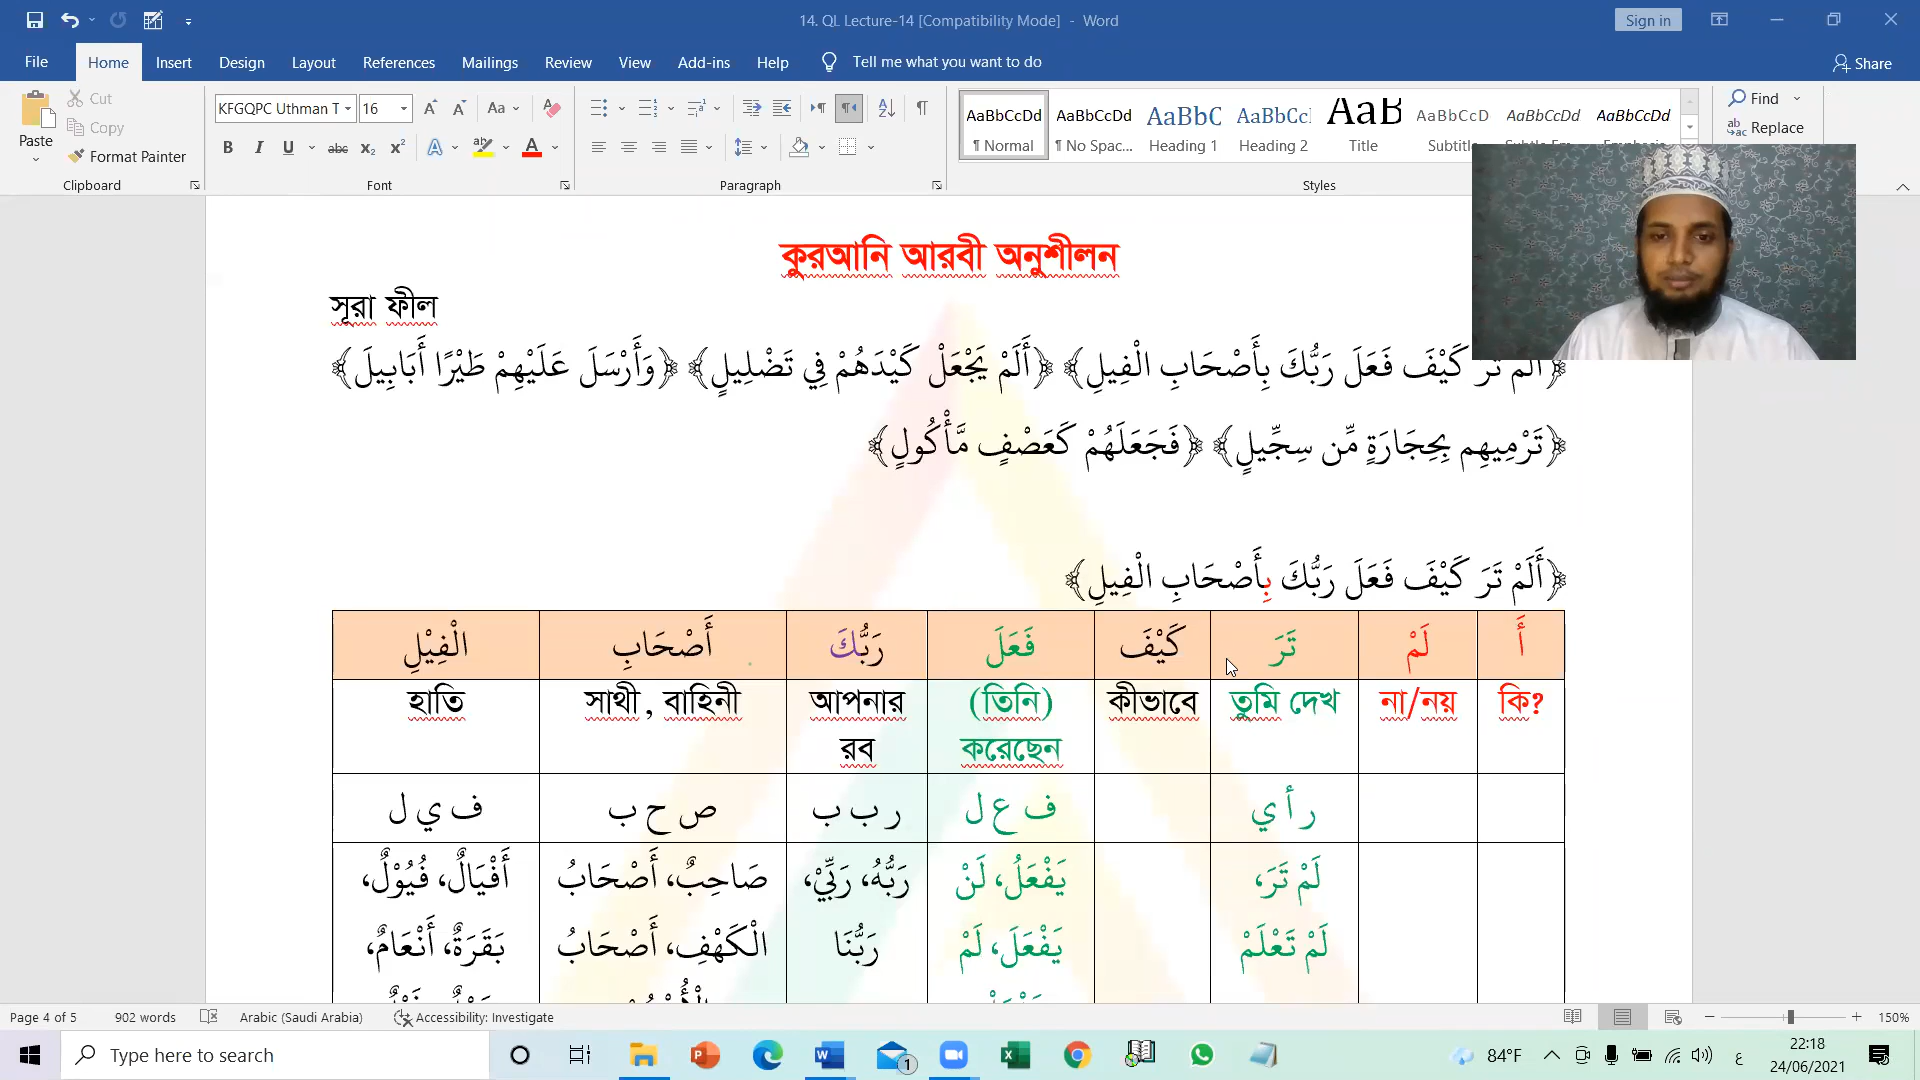 14. QL Lecture-14 [Compatibility Mode] - Word
Sign in
File Home Insert Design Layout References Mailings Review View Add-ins Help Tell me what you want to do
Share
Paste
Cut
Copy
Format Painter
Clipboard
KFGQPC Uthman T 16
Font
Paragraph
AaBbCcDd AaBbCcDd AaBbC AaBbCcI AaB AaBbCcD AaBbCcDd AaBbCcDd
¶ Normal ¶ No Spac... Heading 1 Heading 2 Title Subtitle
Styles
Find
Replace
কুরআনি আরবী অনুশীলন
সূরা ফীল
﴿أَلَمْ تَرَ كَيْفَ فَعَلَ رَبُّكَ بِأَصْحَابِ الْفِيلِ﴾ ﴿أَلَمْ يَجْعَلْ كَيْدَهُمْ فِي تَضْلِيلٍ﴾ ﴿وَأَرْسَلَ عَلَيْهِمْ طَيْرًا أَبَابِيلَ﴾
﴿تَرْمِيهِم بِحِجَارَةٍ مِّن سِجِّيلٍ﴾ ﴿فَجَعَلَهُمْ كَعَصْفٍ مَّأْكُولٍ﴾
﴿أَلَمْ تَرَ كَيْفَ فَعَلَ رَبُّكَ بِأَصْحَابِ الْفِيلِ﴾
أَ لَمْ تَرَ كَيْفَ فَعَلَ رَبُّكَ أَصْحَابِ الْفِيْلِ
হাতি সাথী, বাহিনী আপনার (তিনি) কীভাবে তুমি দেখ না/নয় কি?
রব করেছেন
ر أ ي ف ع ل ر ب ب ص ح ب ف ي ل
لَمْ تَرَ، يَفْعَلُ، لَنْ رَبُّهُ، رَبِّيْ، صَاحِبٌ، أَصْحَابُ أَفْيَالٌ، فُيُوْلٌ،
لَمْ تَعْلَمْ يَفْعَلَ، لَمْ رَبُّنَا الْكَهْفِ، أَصْحَابُ بَقَرَةٌ، أَنْعَامٌ،
Page 4 of 5 902 words Arabic (Saudi Arabia) Accessibility: Investigate 150%
Type here to search
1
84°F
ع
22:18
24/06/2021